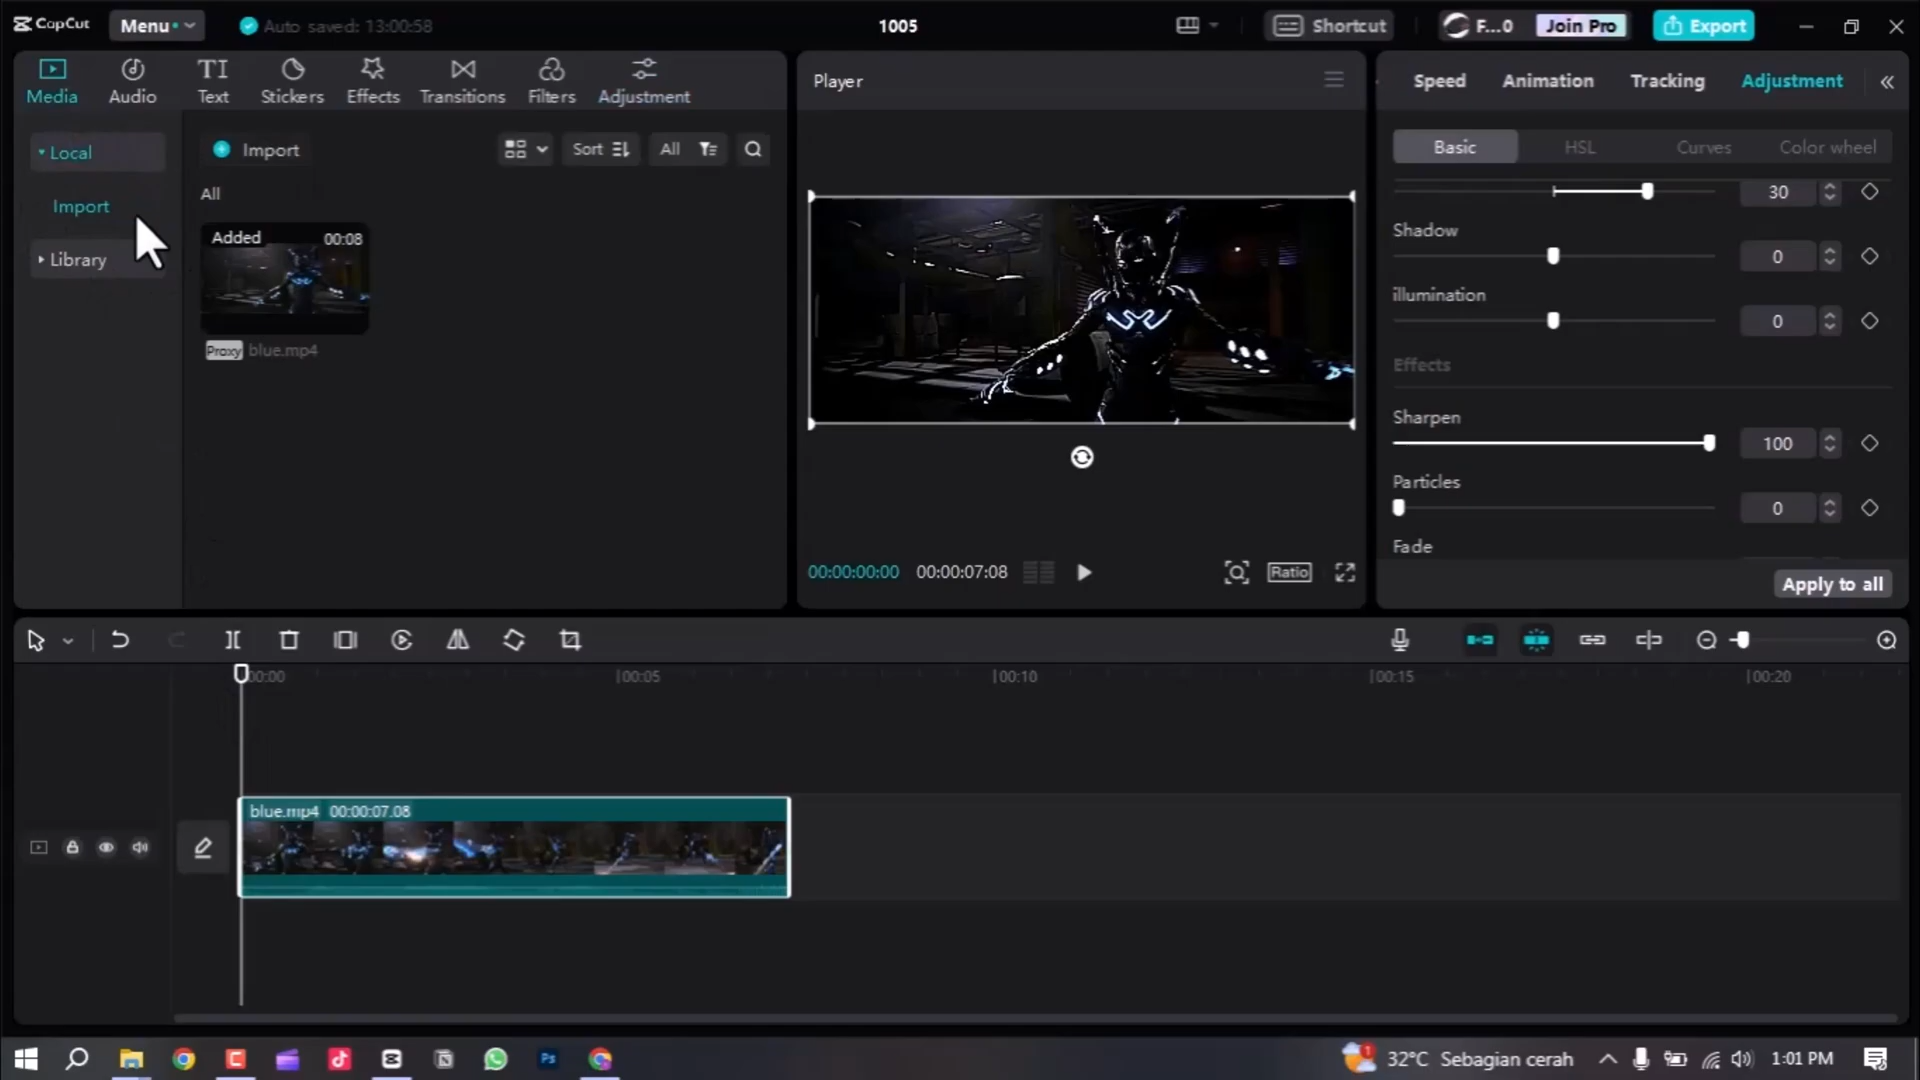 CapCut
Menu
Auto saved: 13:00:58
1005
Shortcut
F...0
Join Pro
Export
Media
Audio
Text
Stickers
Effects
Transitions
Filters
Adjustment
Local
Import
Library
Import
Sort
All
All
Added 00:08
Proxy blue.mp4
Player
00:00:00:00 00:00:07:08
Ratio
Speed
Animation
Tracking
Adjustment
Basic
HSL
Curves
Color wheel
30
Shadow
0
illumination
0
Effects
Sharpen
100
Particles
0
Fade
Apply to all
00:00
00:05
00:10
00:15
00:20
blue.mp4 00:00:07.08
Ps
32°C Sebagian cerah
1:01 PM